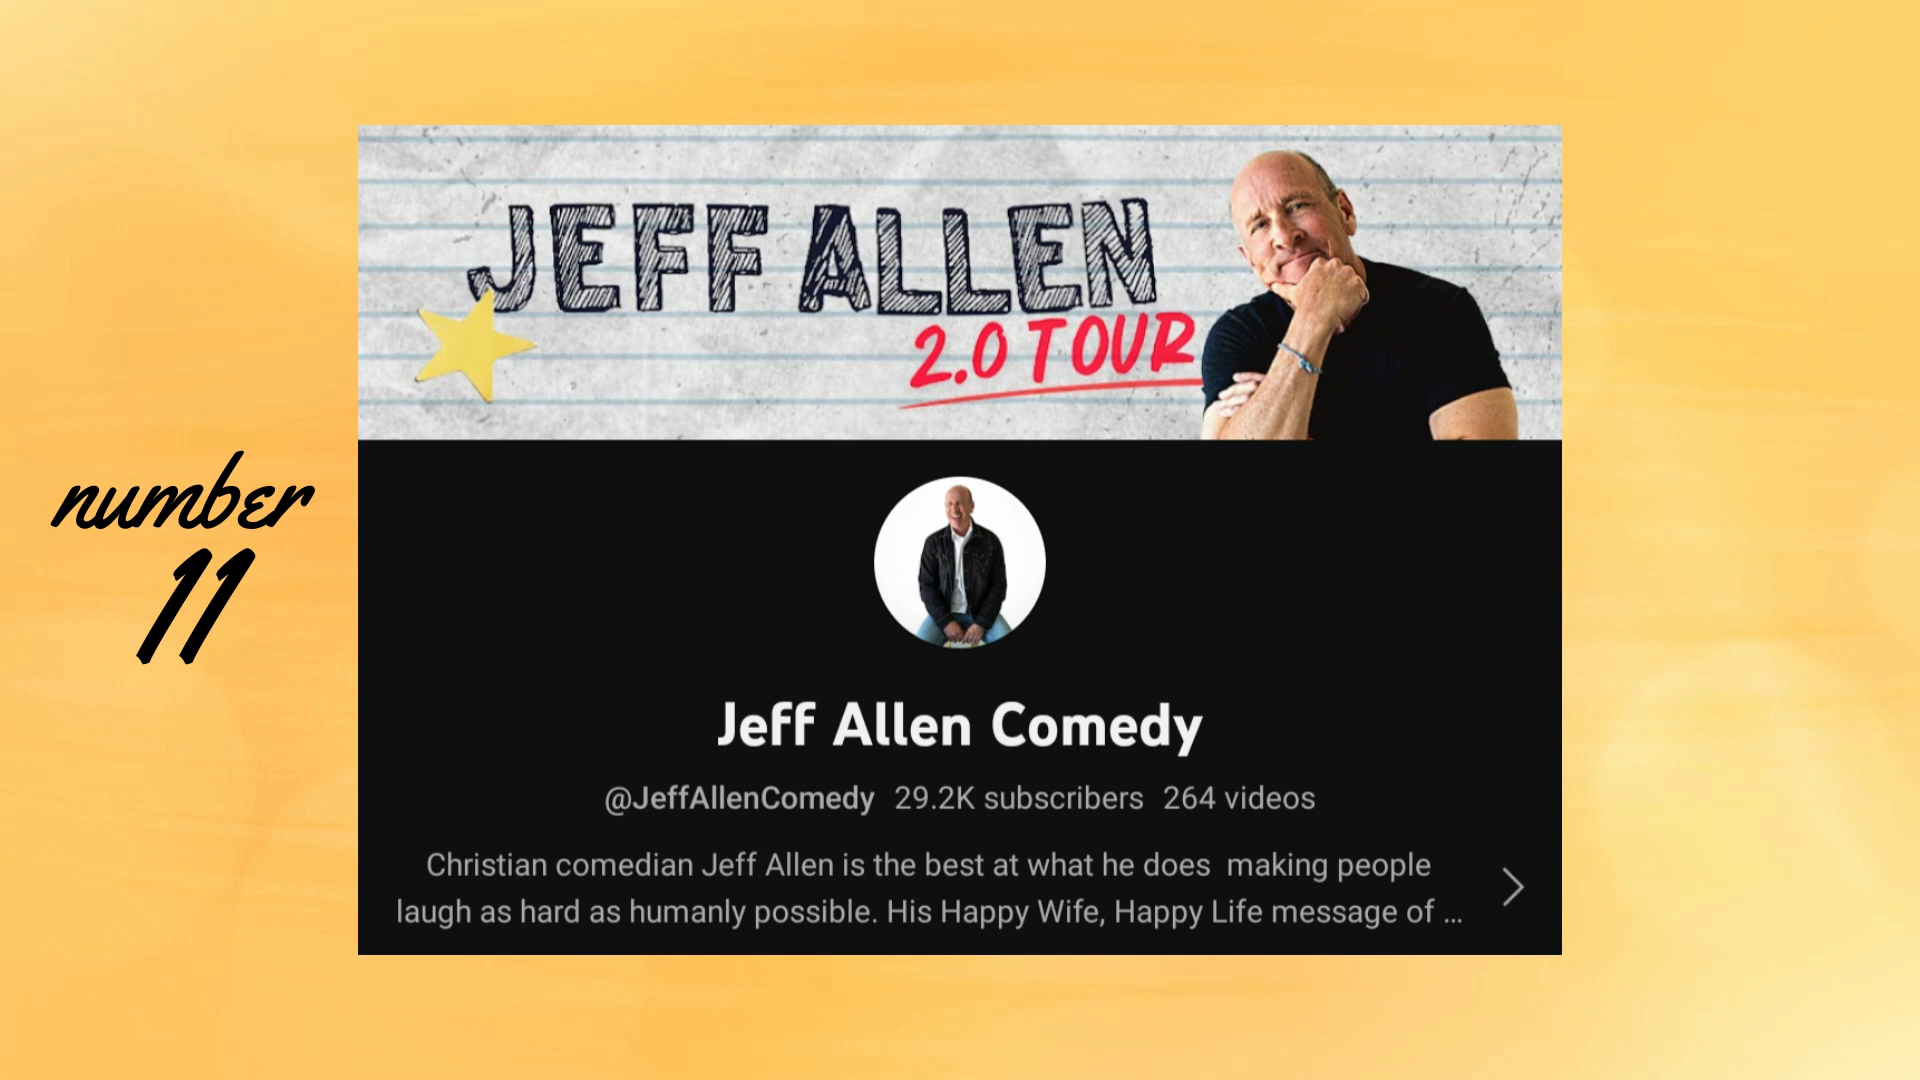 number
11
JEFF ALLEN
2.0 TOUR
Jeff Allen Comedy
@JeffAllenComedy 29.2K subscribers 264 videos
Christian comedian Jeff Allen is the best at what he does making people
laugh as hard as humanly possible. His Happy Wife, Happy Life message of ...